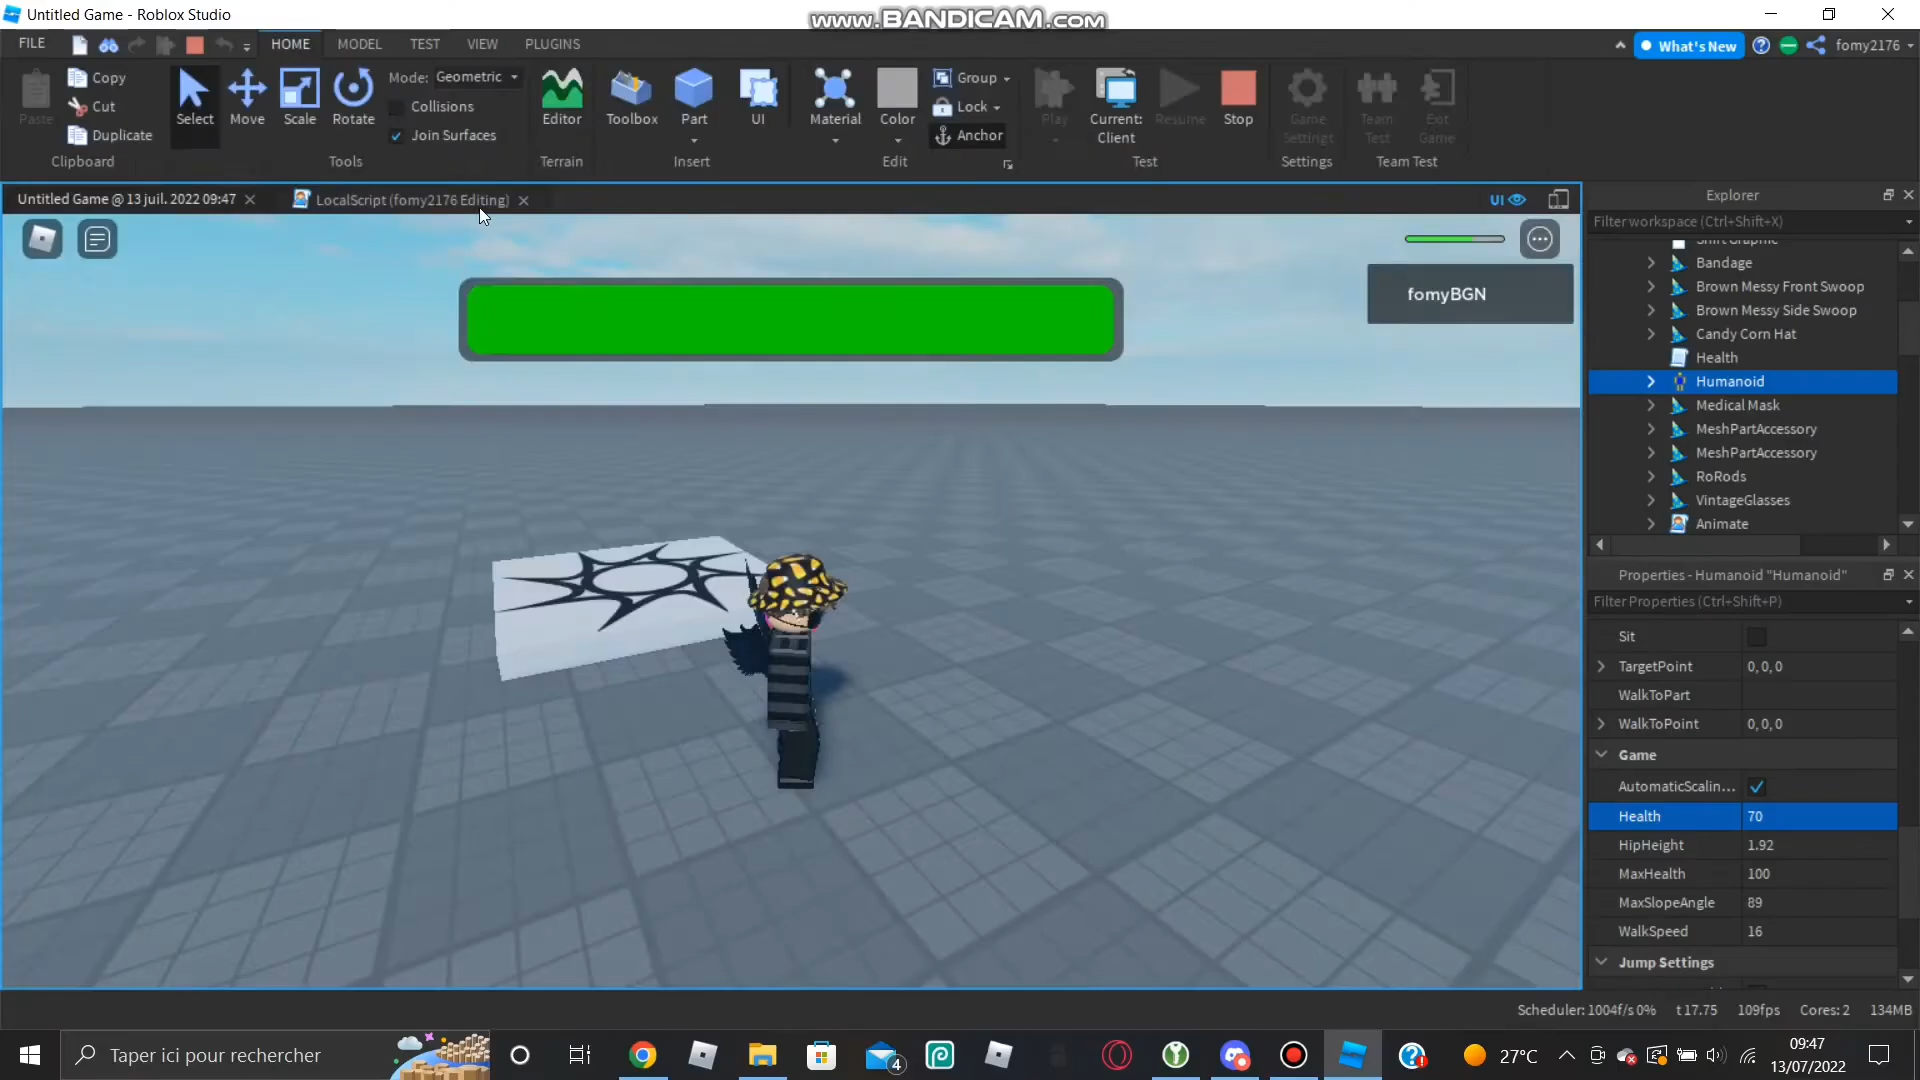 Untitled Game - Roblox Studio
www.BANDICAM.com
FILE HOME MODEL TEST VIEW PLUGINS
What's New
fomy2176
Paste
Copy
Cut
Duplicate
Clipboard
Select
Move
Scale
Rotate
Mode: Geometric
Collisions
Join Surfaces
Tools
Editor
Terrain
Toolbox
Part
UI
Insert
Material
Color
Group
Lock
Anchor
Edit
Play
Current:
Client
Resume
Stop
Test
Game
Settings
Settings
Team
Test
Exit
Game
Team Test
Untitled Game @ 13 juil. 2022 09:47
LocalScript (fomy2176 Editing)
UI
fomyBGN
Explorer
Filter workspace (Ctrl+Shift+X)
Shirt Graphic
Bandage
Brown Messy Front Swoop
Brown Messy Side Swoop
Candy Corn Hat
Health
Humanoid
Medical Mask
MeshPartAccessory
MeshPartAccessory
RoRods
VintageGlasses
Animate
Properties - Humanoid "Humanoid"
Filter Properties (Ctrl+Shift+P)
Sit
TargetPoint 0, 0, 0
WalkToPart
WalkToPoint 0, 0, 0
Game
AutomaticScalin...
Health 70
HipHeight 1.92
MaxHealth 100
MaxSlopeAngle 89
WalkSpeed 16
Jump Settings
Scheduler: 1004f/s 0% t 17.75 109fps Cores: 2 134MB
Taper ici pour rechercher
4
27°C
09:47
13/07/2022